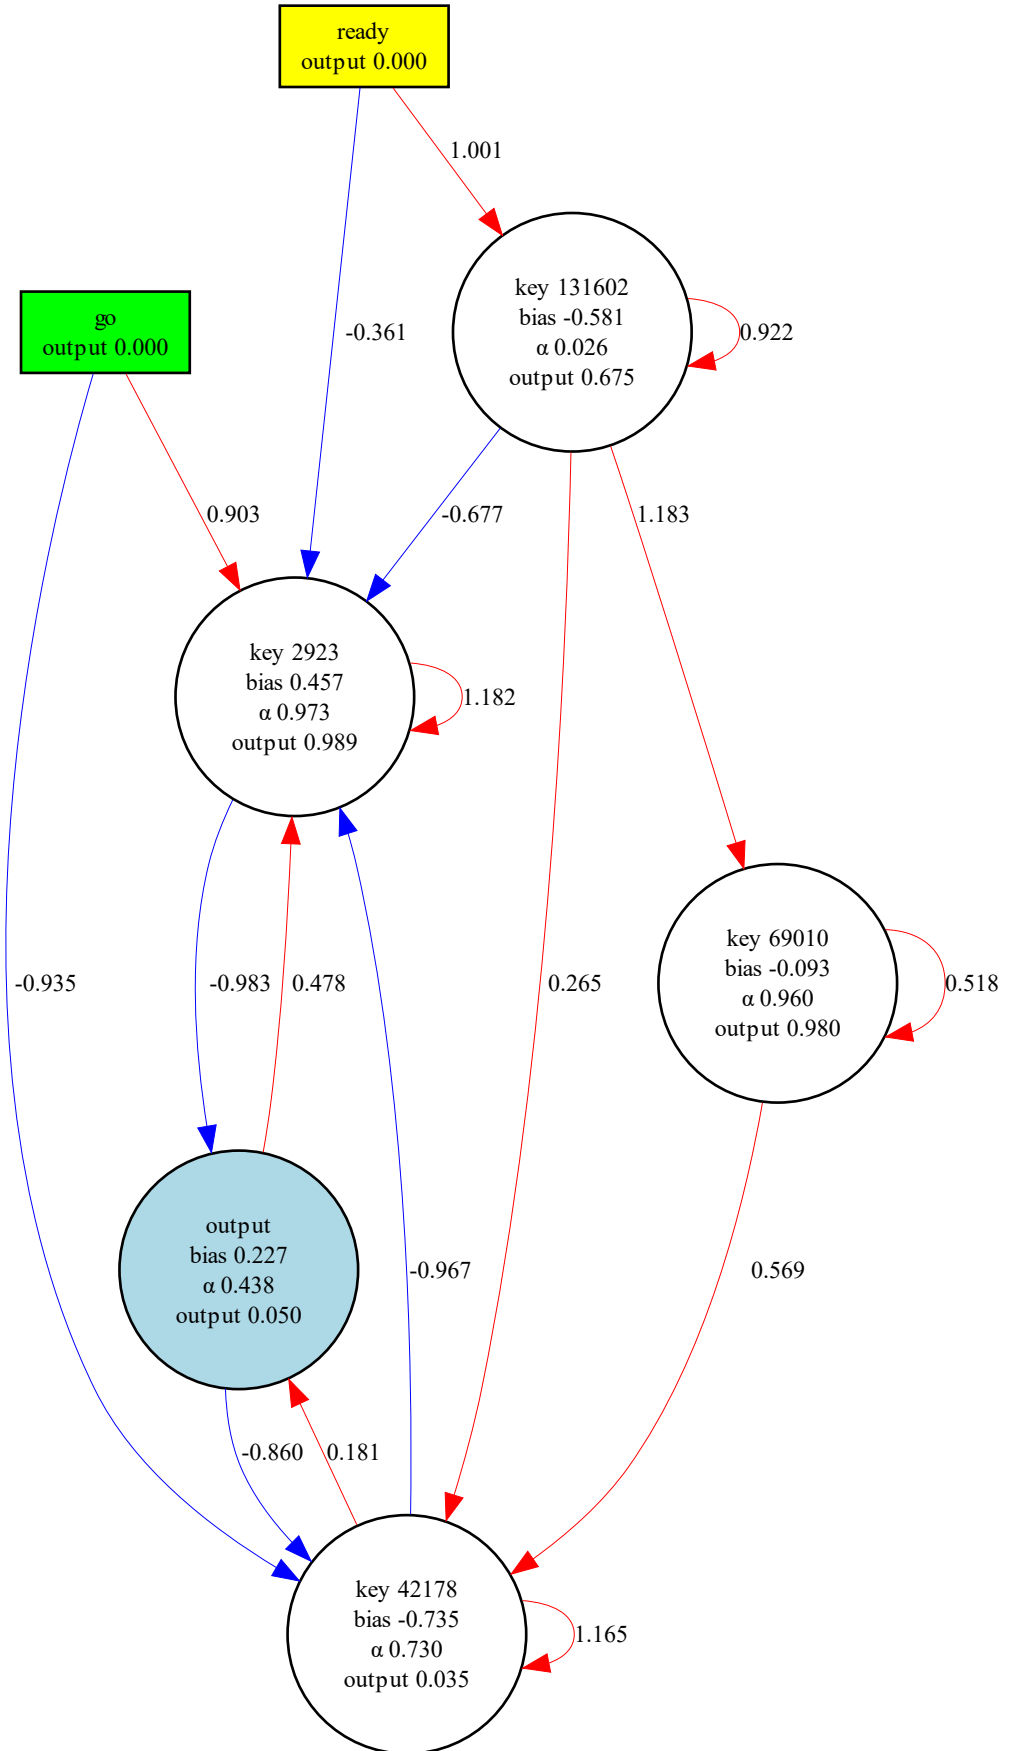 ready
output 0.000
1.001
key 131602
bias -0.581
α 0.026
output 0.675
0.922
go
output 0.000
-0.361
0.903
-0.677
1.183
key 2923
bias 0.457
α 0.973
output 0.989
1.182
key 69010
bias -0.093
α 0.960
output 0.980
0.518
-0.935
-0.983
0.478
0.265
output
bias 0.227
α 0.438
output 0.050
-0.967
0.569
-0.860
0.181
key 42178
bias -0.735
α 0.730
output 0.035
1.165